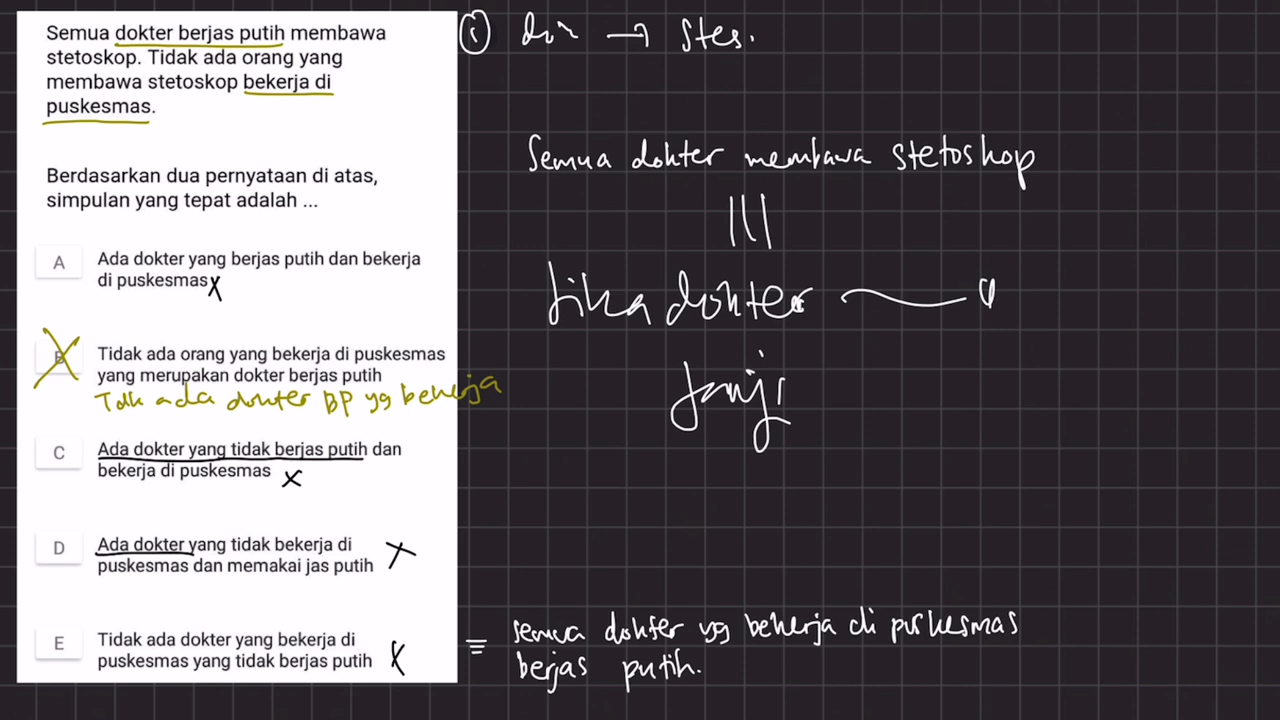 Semua dokter berjas putih membawa
stetoskop. Tidak ada orang yang
membawa stetoskop bekerja di
puskesmas.
Berdasarkan dua pernyataan di atas,
simpulan yang tepat adalah ...
A Ada dokter yang berjas putih dan bekerja
di puskesmas x
B Tidak ada orang yang bekerja di puskesmas
yang merupakan dokter berjas putih
Tdk ada dokter BP yg bekerja
C Ada dokter yang tidak berjas putih dan
bekerja di puskesmas x
D Ada dokter yang tidak bekerja di
puskesmas dan memakai jas putih x
E Tidak ada dokter yang bekerja di
puskesmas yang tidak berjas putih x
(i) → stes.
Semua dokter membawa stetoskop
|||
Jika dokter
Janji
≡ semua dokter yg bekerja di puskesmas
berjas putih.